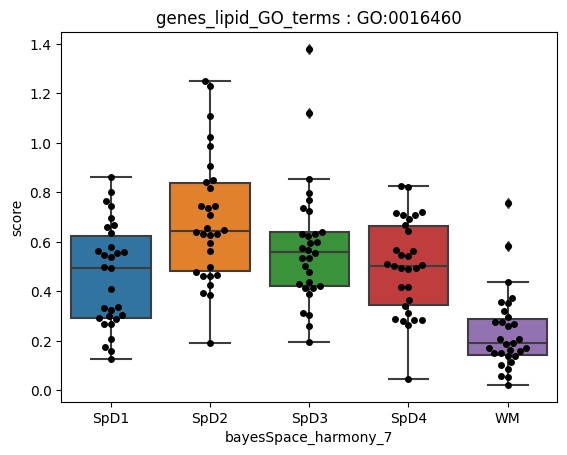 genes_lipid_GO_terms : GO:0016460
1.4
1.2
1.0
0.8
0.6
0.4
0.2
0.0
score
SpD1 SpD2 SpD3 SpD4 WM
bayesSpace_harmony_7